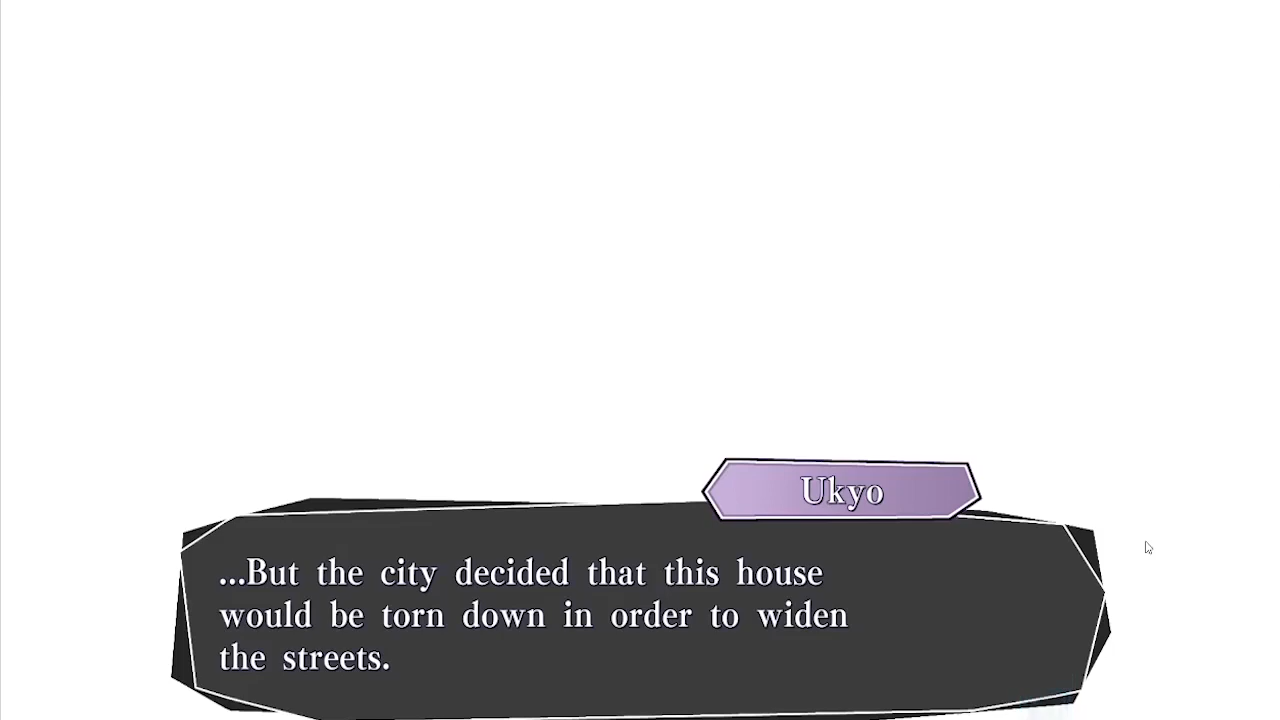 Ukyo
...But the city decided that this house
would be torn down in order to widen
the streets.